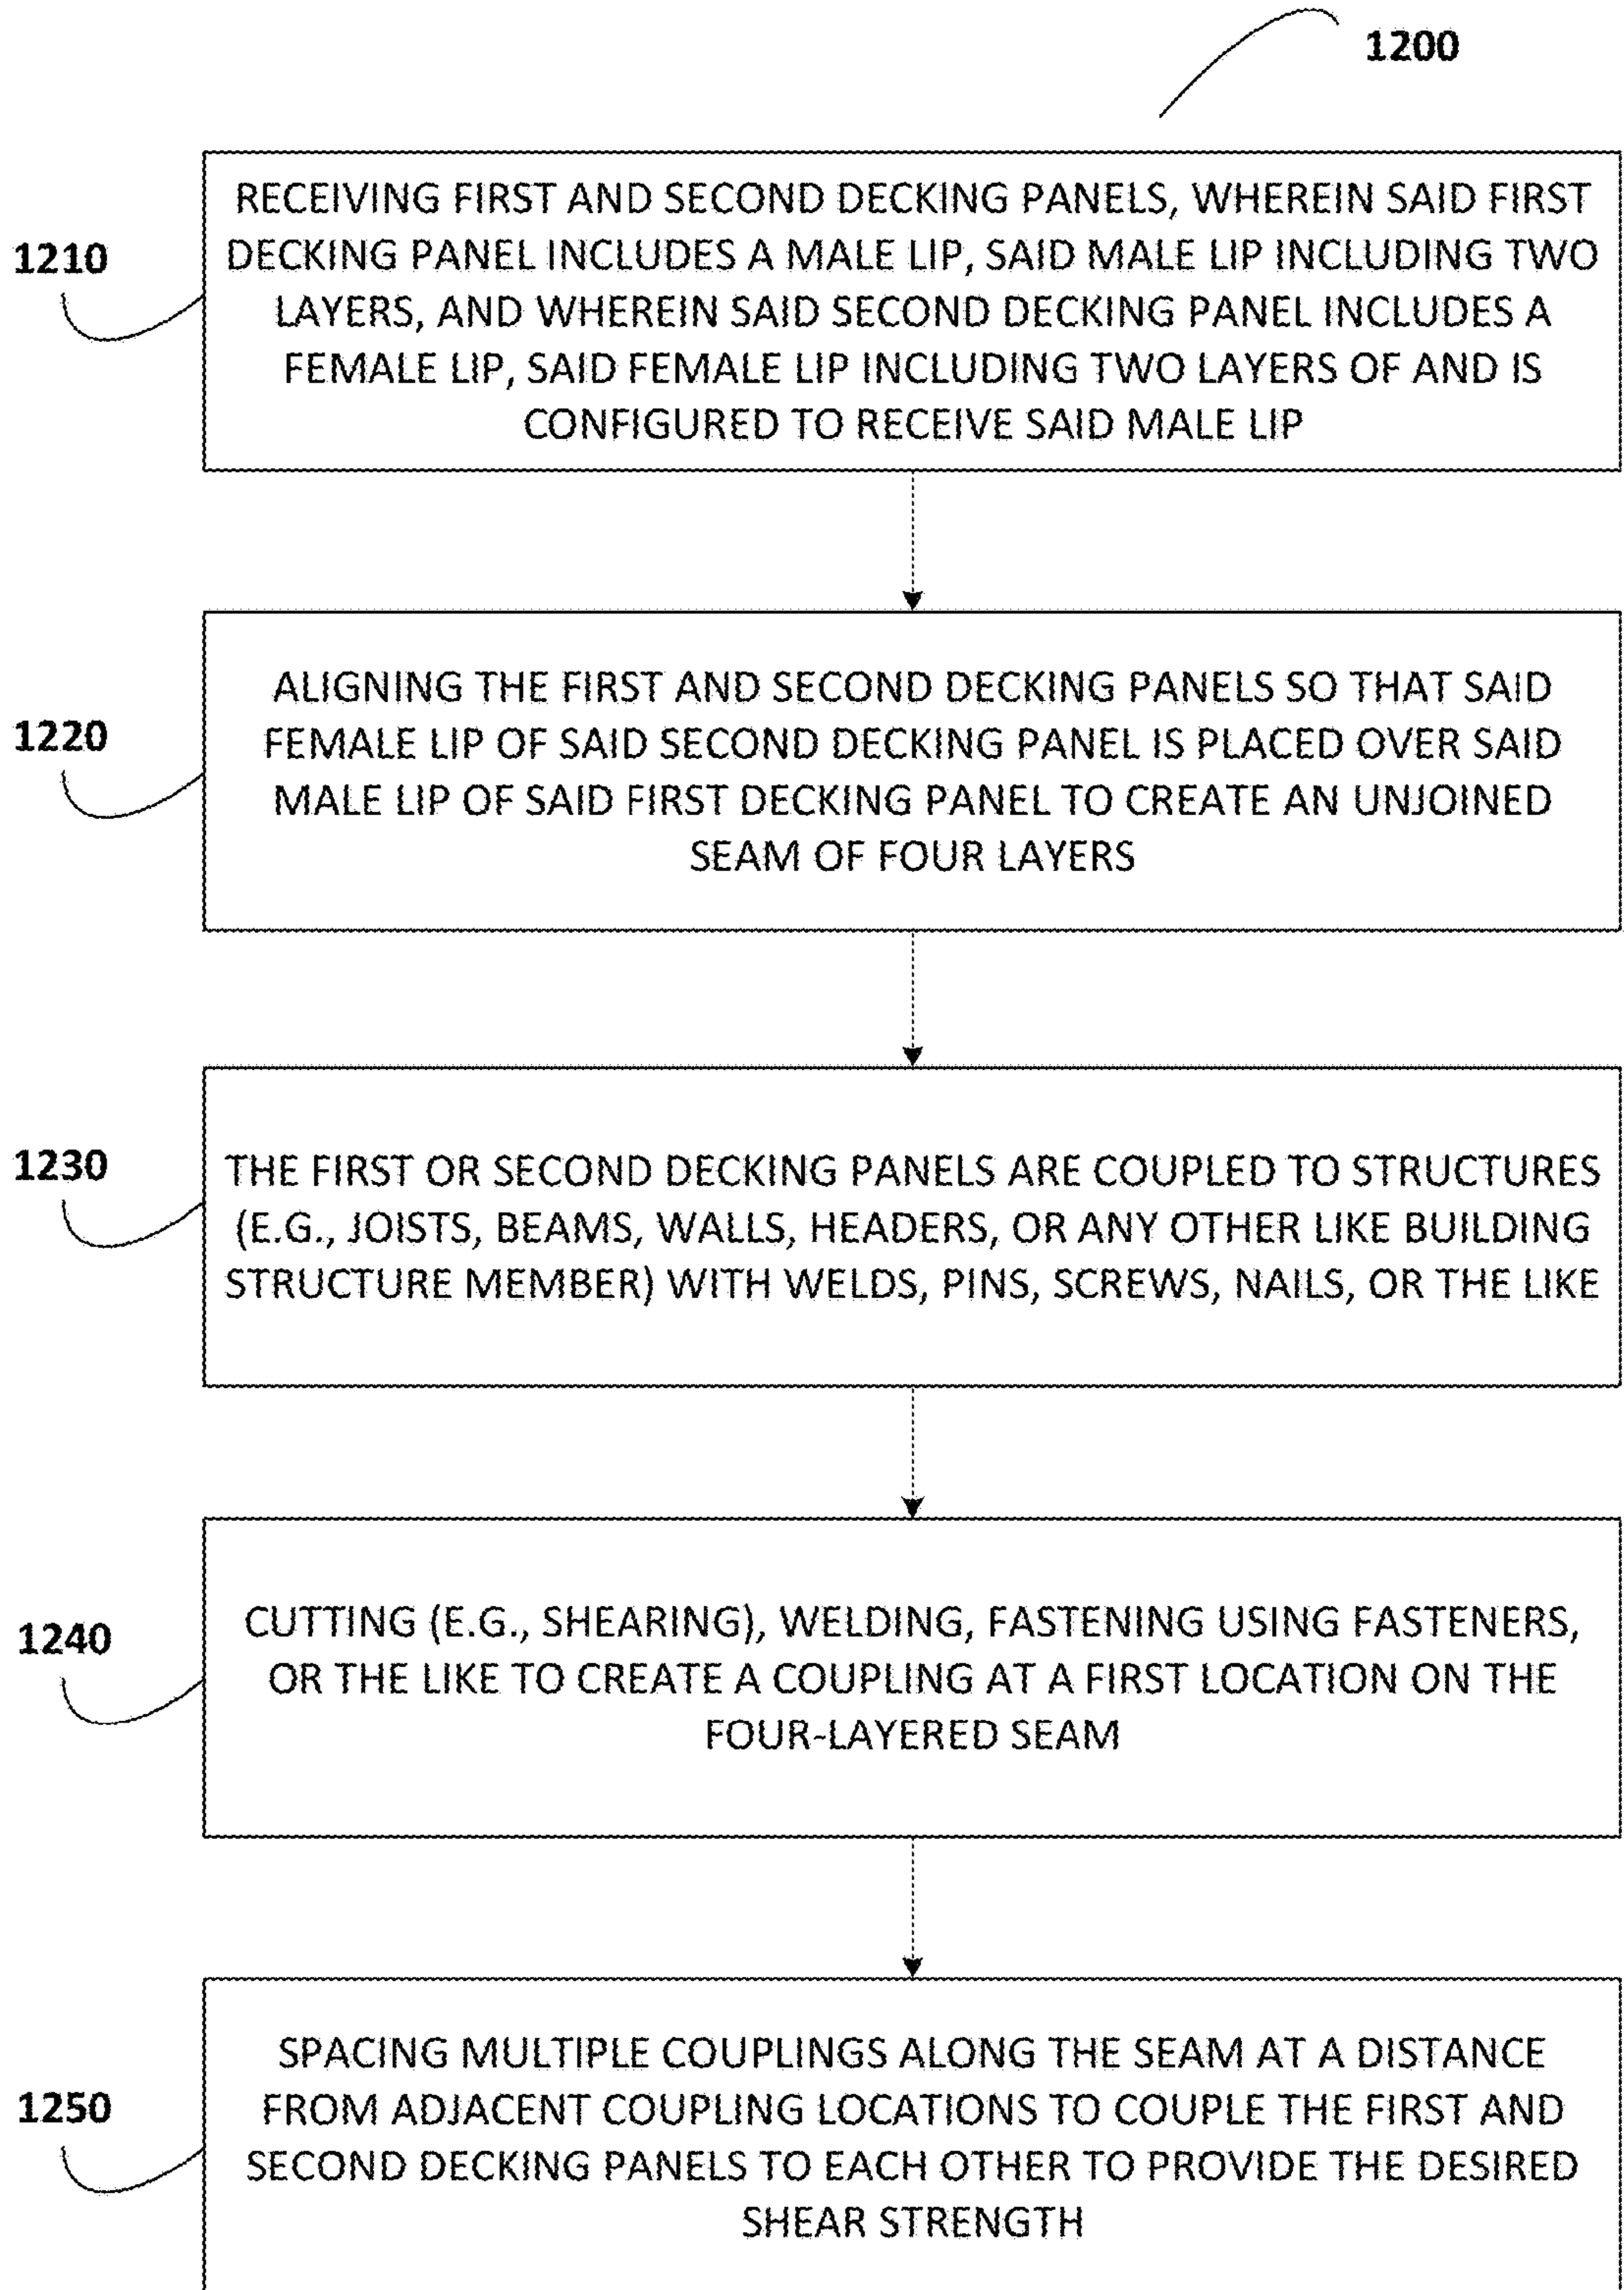 1200
1210
RECEIVING FIRST AND SECOND DECKING PANELS, WHEREIN SAID FIRST
DECKING PANEL INCLUDES A MALE LIP, SAID MALE LIP INCLUDING TWO
LAYERS, AND WHEREIN SAID SECOND DECKING PANEL INCLUDES A
FEMALE LIP, SAID FEMALE LIP INCLUDING TWO LAYERS OF AND IS
CONFIGURED TO RECEIVE SAID MALE LIP
1220
ALIGNING THE FIRST AND SECOND DECKING PANELS SO THAT SAID
FEMALE LIP OF SAID SECOND DECKING PANEL IS PLACED OVER SAID
MALE LIP OF SAID FIRST DECKING PANEL TO CREATE AN UNJOINED
SEAM OF FOUR LAYERS
1230
THE FIRST OR SECOND DECKING PANELS ARE COUPLED TO STRUCTURES
(E.G., JOISTS, BEAMS, WALLS, HEADERS, OR ANY OTHER LIKE BUILDING
STRUCTURE MEMBER) WITH WELDS, PINS, SCREWS, NAILS, OR THE LIKE
1240
CUTTING (E.G., SHEARING), WELDING, FASTENING USING FASTENERS,
OR THE LIKE TO CREATE A COUPLING AT A FIRST LOCATION ON THE
FOUR-LAYERED SEAM
1250
SPACING MULTIPLE COUPLINGS ALONG THE SEAM AT A DISTANCE
FROM ADJACENT COUPLING LOCATIONS TO COUPLE THE FIRST AND
SECOND DECKING PANELS TO EACH OTHER TO PROVIDE THE DESIRED
SHEAR STRENGTH